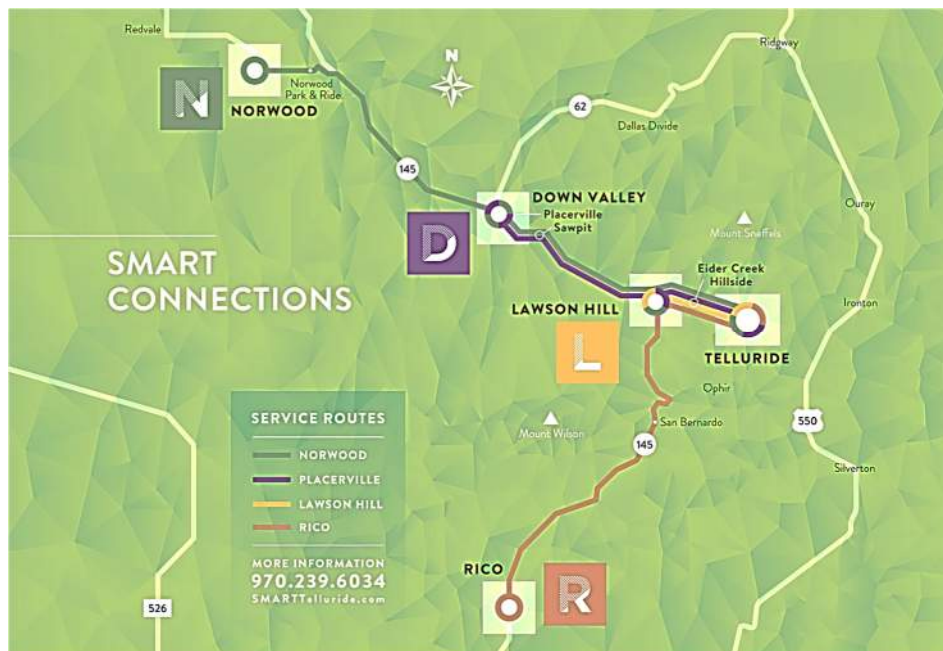 Redvale
N
Norwood
Park & Ride
NORWOOD
N
Ridgway
62
Dallas Divide
145
DOWN VALLEY
Placerville
Sawpit
D
Ouray
Mount Sneffels
SMART
CONNECTIONS
Eider Creek
Hillside
LAWSON HILL
Ironton
TELLURIDE
L
Ophir
550
San Bernardo
Mount Wilson
145
Silverton
SERVICE ROUTES
NORWOOD
PLACERVILLE
LAWSON HILL
RICO
MORE INFORMATION
970.239.6034
SMARTTelluride.com
RICO
R
526